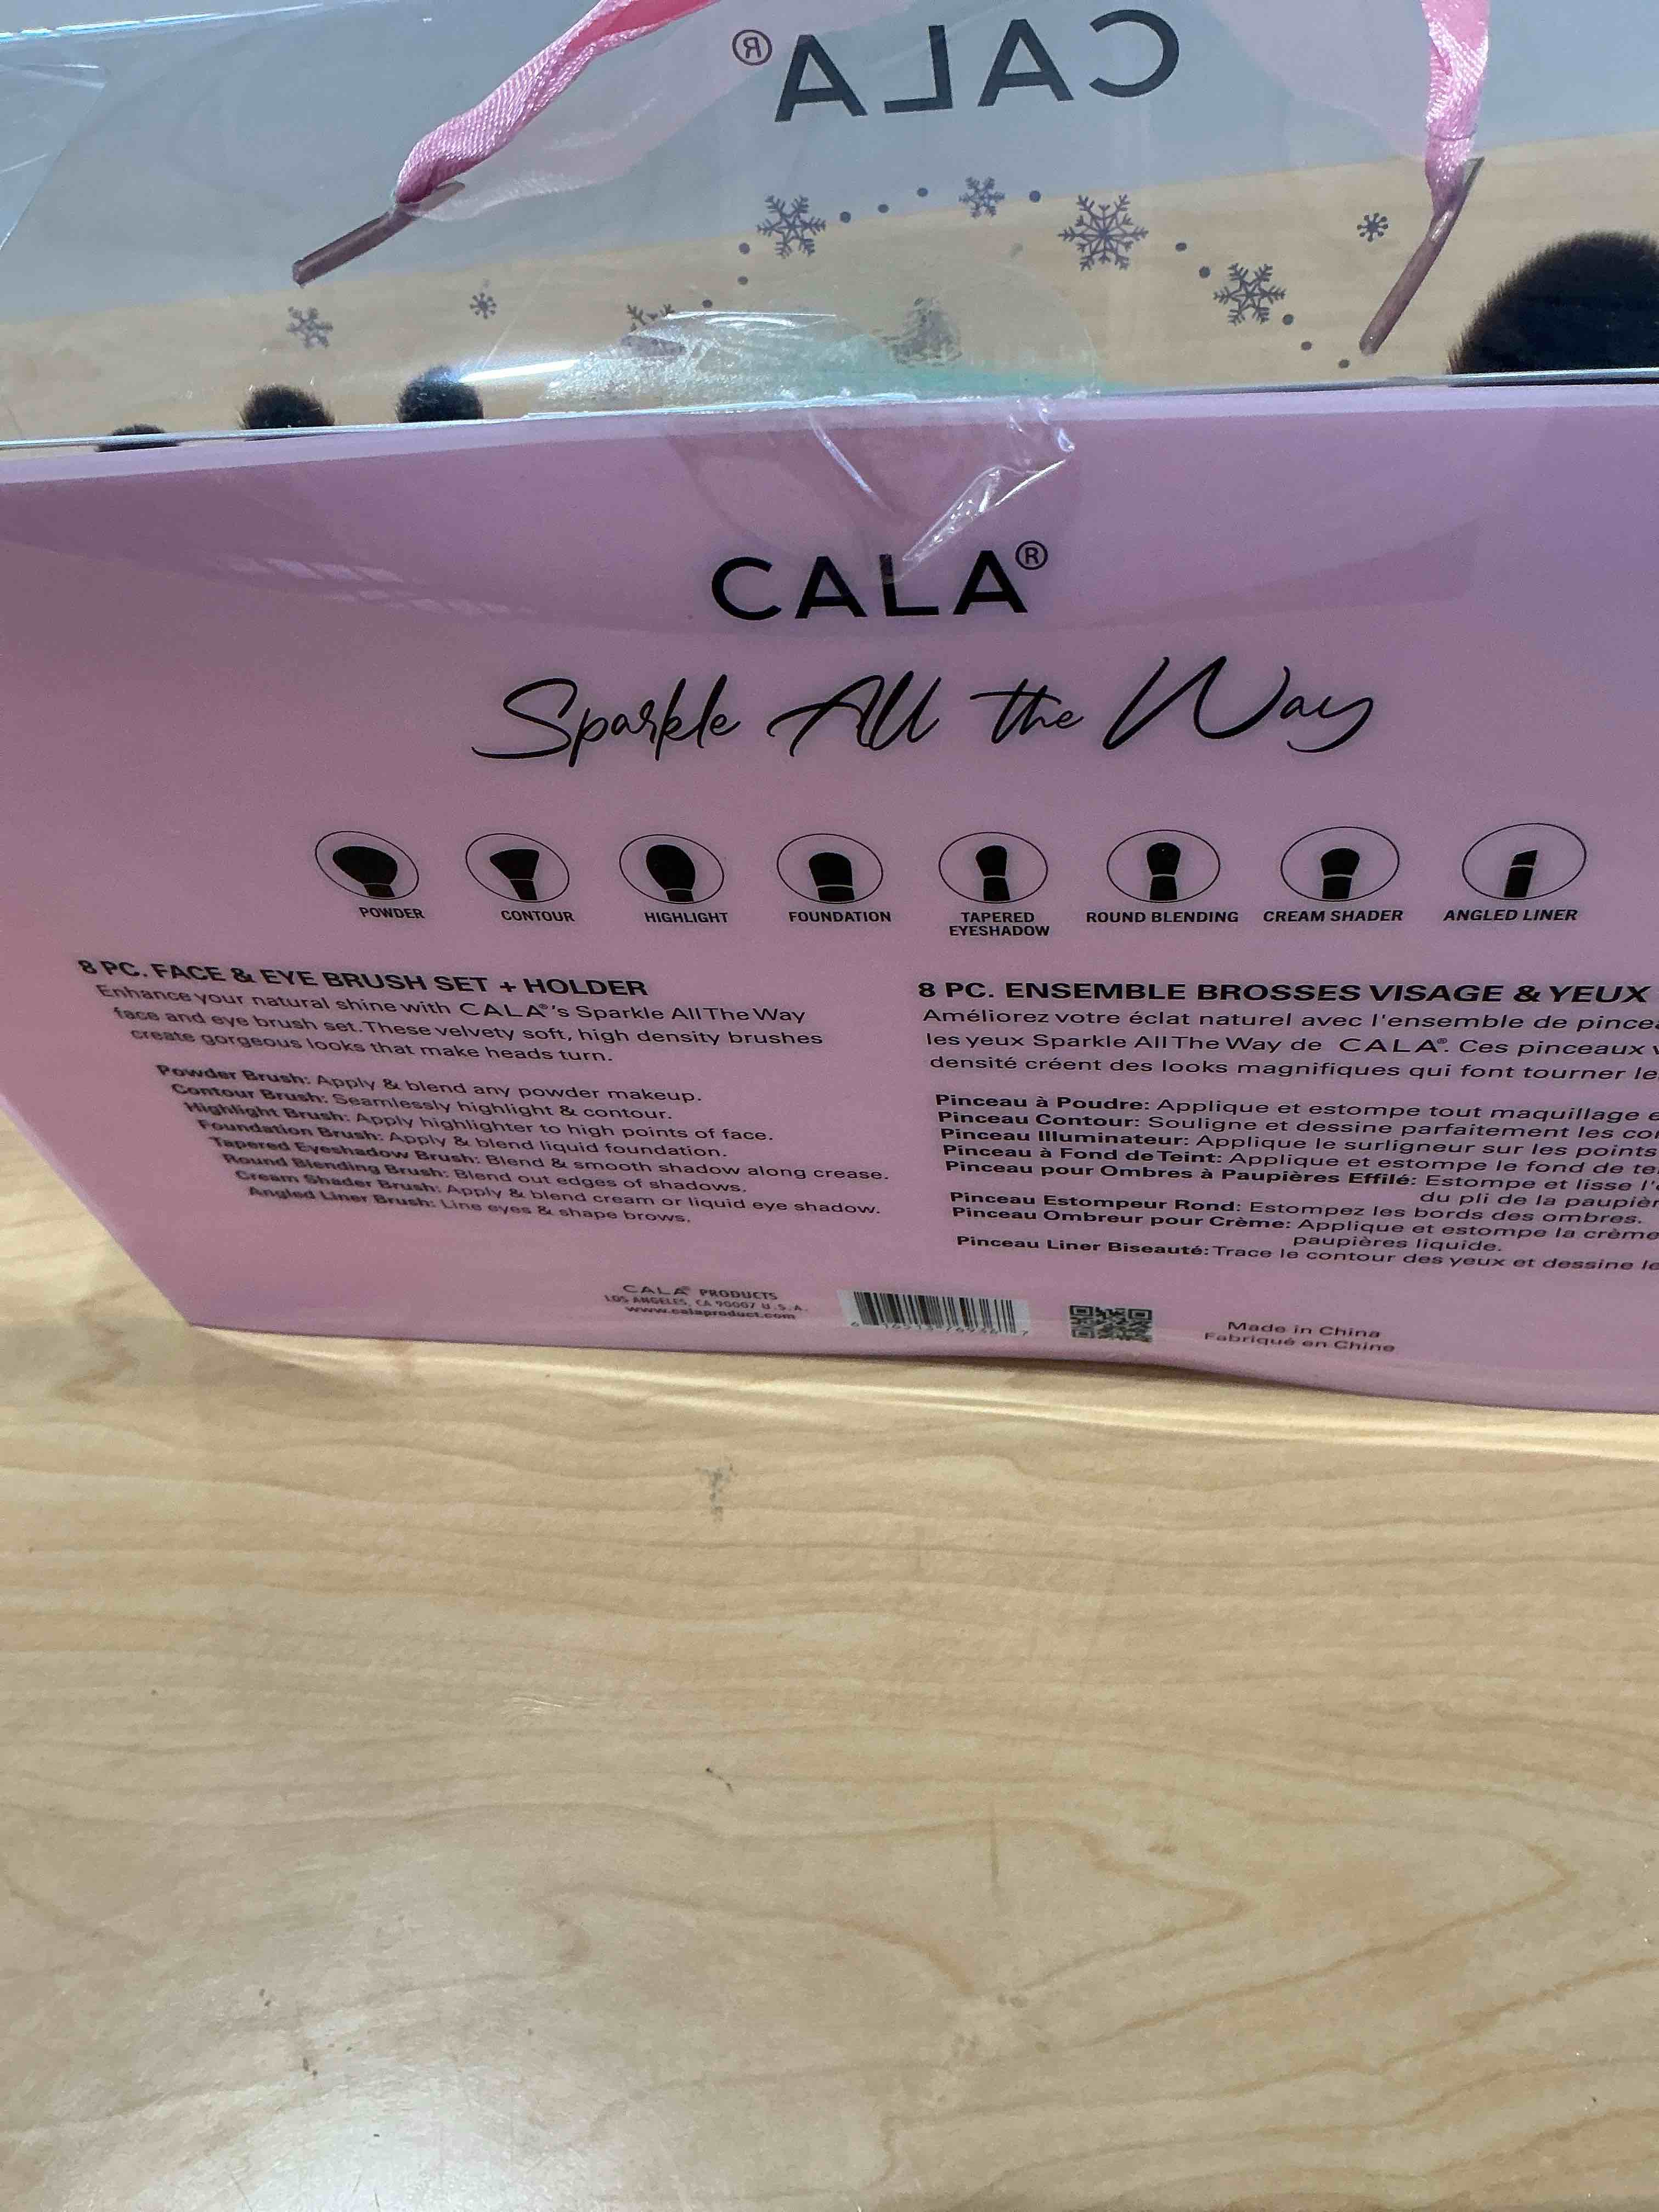 CALA®
CALA®
Sparkle All the Way
POWDER
CONTOUR
HIGHLIGHT
FOUNDATION
TAPERED
EYESHADOW
ROUND BLENDING
CREAM SHADER
ANGLED LINER
8 PC. FACE & EYE BRUSH SET + HOLDER
Enhance your natural shine with CALA®'s Sparkle All The Way
face and eye brush set. These velvety soft, high density brushes
create gorgeous looks that make heads turn.
Powder Brush: Apply & blend any powder makeup.
Contour Brush: Seamlessly highlight & contour.
Highlight Brush: Apply highlighter to high points of face.
Foundation Brush: Apply & blend liquid foundation.
Tapered Eyeshadow Brush: Blend & smooth shadow along crease.
Round Blending Brush: Blend out edges of shadows.
Cream Shader Brush: Apply & blend cream or liquid eye shadow.
Angled Liner Brush: Line eyes & shape brows.
8 PC. ENSEMBLE BROSSES VISAGE & YEUX
Améliorez votre éclat naturel avec l'ensemble de
les yeux Sparkle All The Way de CALA®. Ces pinceaux
densité créent des looks magnifiques qui font tourner
Pinceau à Poudre: Applique et estompe tout maquillage
Pinceau Contour: Souligne et dessine parfaitement les
Pinceau Illuminateur: Applique le surligneur sur les points
Pinceau à Fond de Teint: Applique et estompe le fond de
Pinceau pour Ombres à Paupières Effilé: Estompe et lisse
du pli de la
Pinceau Estompeur Rond: Estompez les bords des ombres.
Pinceau Ombreur pour Crème: Applique et estompe la crème
paupières liquide.
Pinceau Liner Biseauté: Trace le contour des yeux et dessine
CALA® PRODUCTS
LOS ANGELES, CA 90007 U.S.A.
www.calaproduct.com
Made in China
Fabriqué en Chine